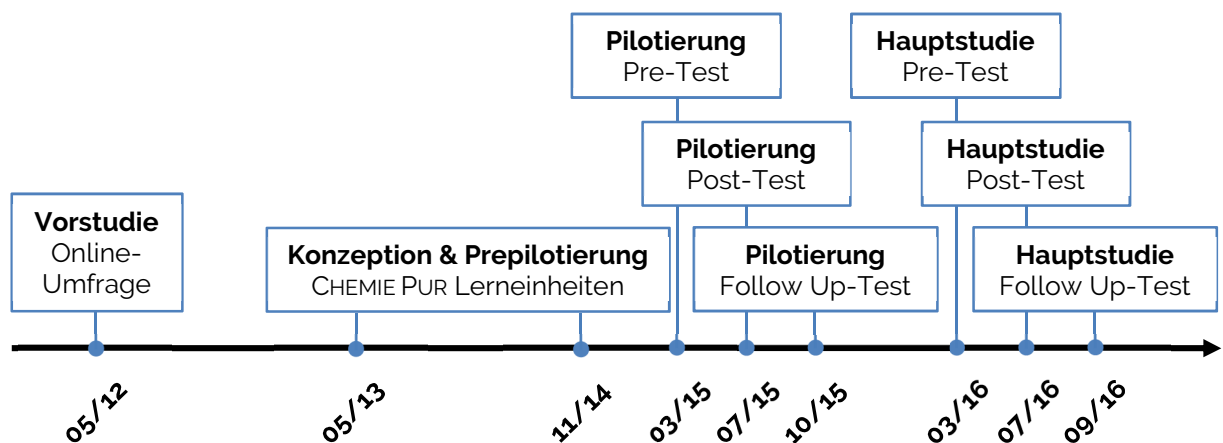 Pilotierung
Pre-Test
Hauptstudie
Pre-Test
Pilotierung
Post-Test
Hauptstudie
Post-Test
Vorstudie
Online-
Umfrage
Konzeption & Prepilotierung
CHEMIE PUR Lerneinheiten
Pilotierung
Follow Up-Test
Hauptstudie
Follow Up-Test
05/12
05/13
11/14
03/15
07/15
10/15
03/16
07/16
09/16